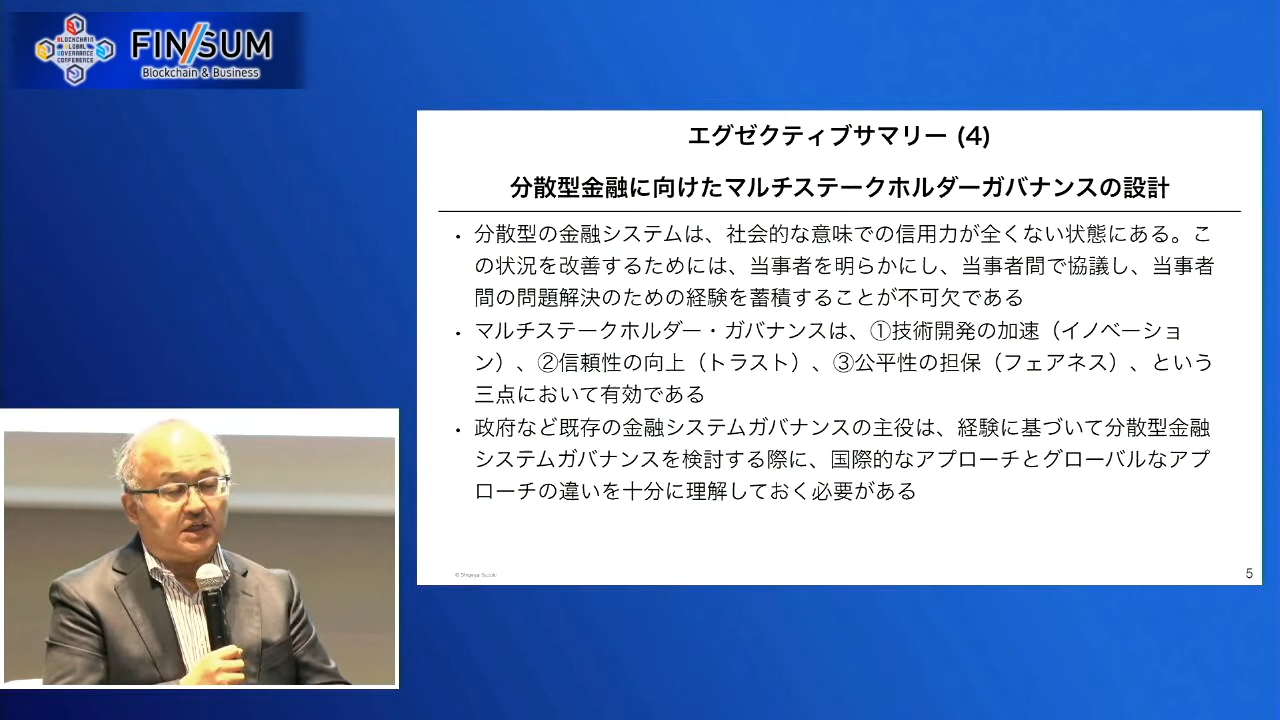 BLOCKCHAIN
GLOBAL
GOVERNANCE
CONFERENCE
FIN/SUM
Blockchain & Business
エグゼクティブサマリー (4)
分散型金融に向けたマルチステークホルダーガバナンスの設計
・分散型の金融システムは、社会的な意味での信用力が全くない状態にある。こ
の状況を改善するためには、当事者を明らかにし、当事者間で協議し、当事者
間の問題解決のための経験を蓄積することが不可欠である
・マルチステークホルダー・ガバナンスは、①技術開発の加速（イノベーショ
ン）、②信頼性の向上（トラスト）、③公平性の担保（フェアネス）、という
三点において有効である
・政府など既存の金融システムガバナンスの主役は、経験に基づいて分散型金融
システムガバナンスを検討する際に、国際的なアプローチとグローバルなアプ
ローチの違いを十分に理解しておく必要がある
© Shigeya Suzuki
5